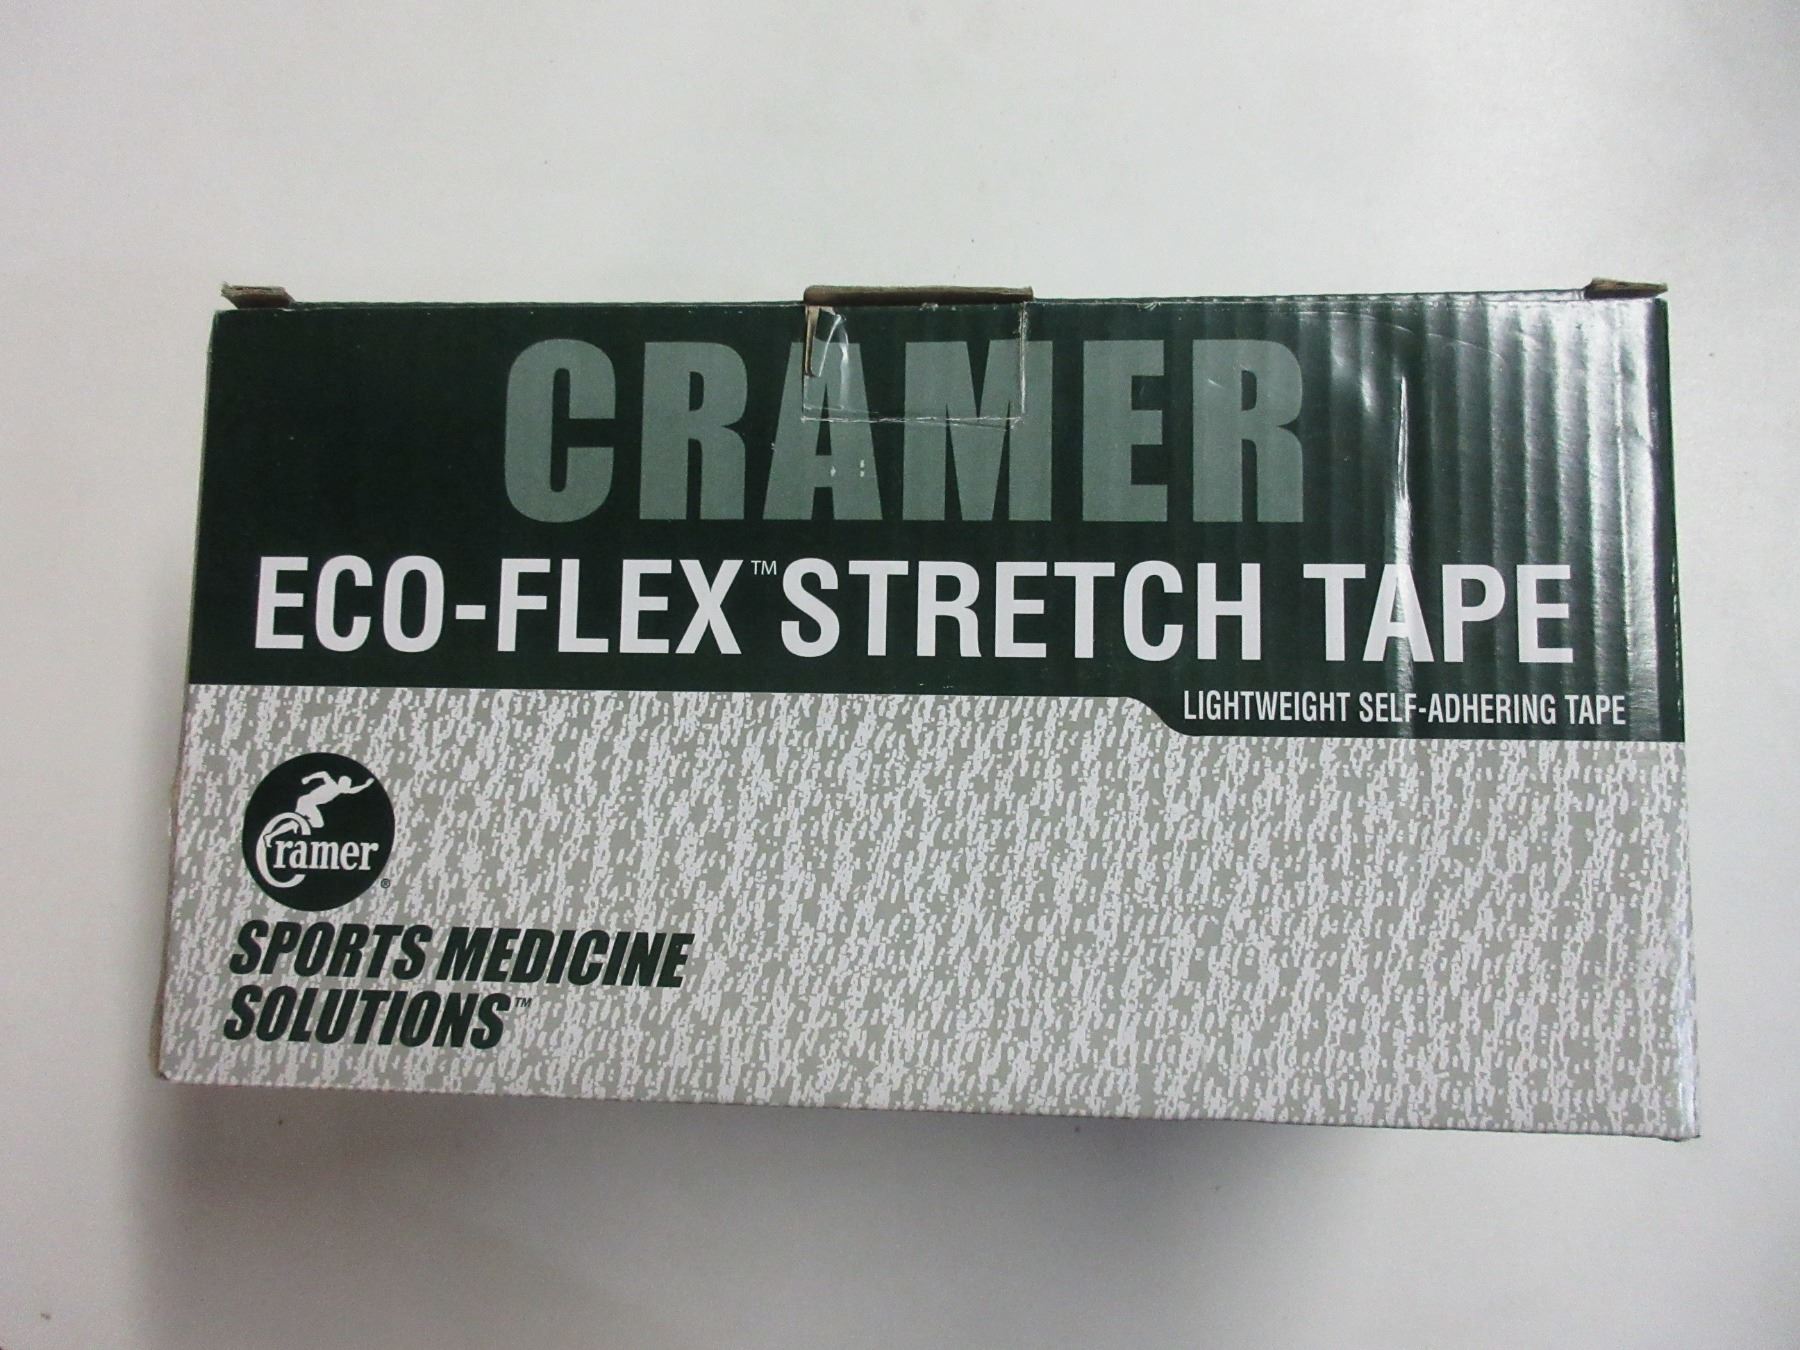 CRAMER
ECO-FLEX™ STRETCH TAPE
LIGHTWEIGHT SELF-ADHERING TAPE
Cramer®
SPORTS MEDICINE
SOLUTIONS™